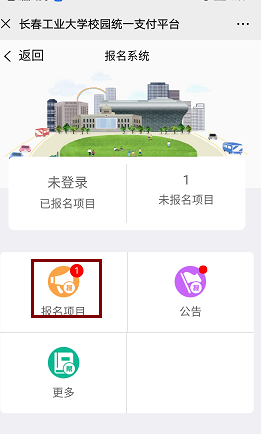 × 长春工业大学校园统一支付平台 ...
返回 报名系统
未登录 1
已报名项目 未报名项目
1
报名项目 公告
更多